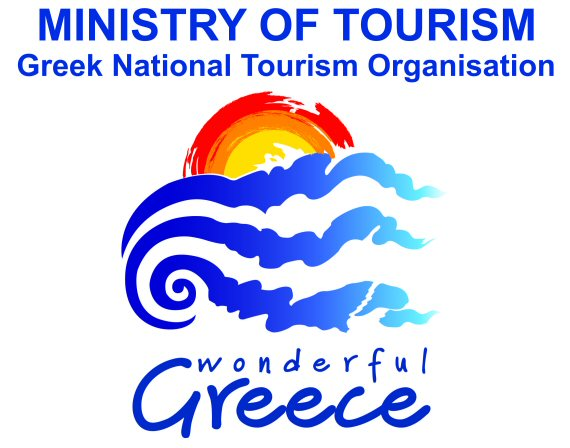 MINISTRY OF TOURISM
Greek National Tourism Organisation
wonderful
Greece